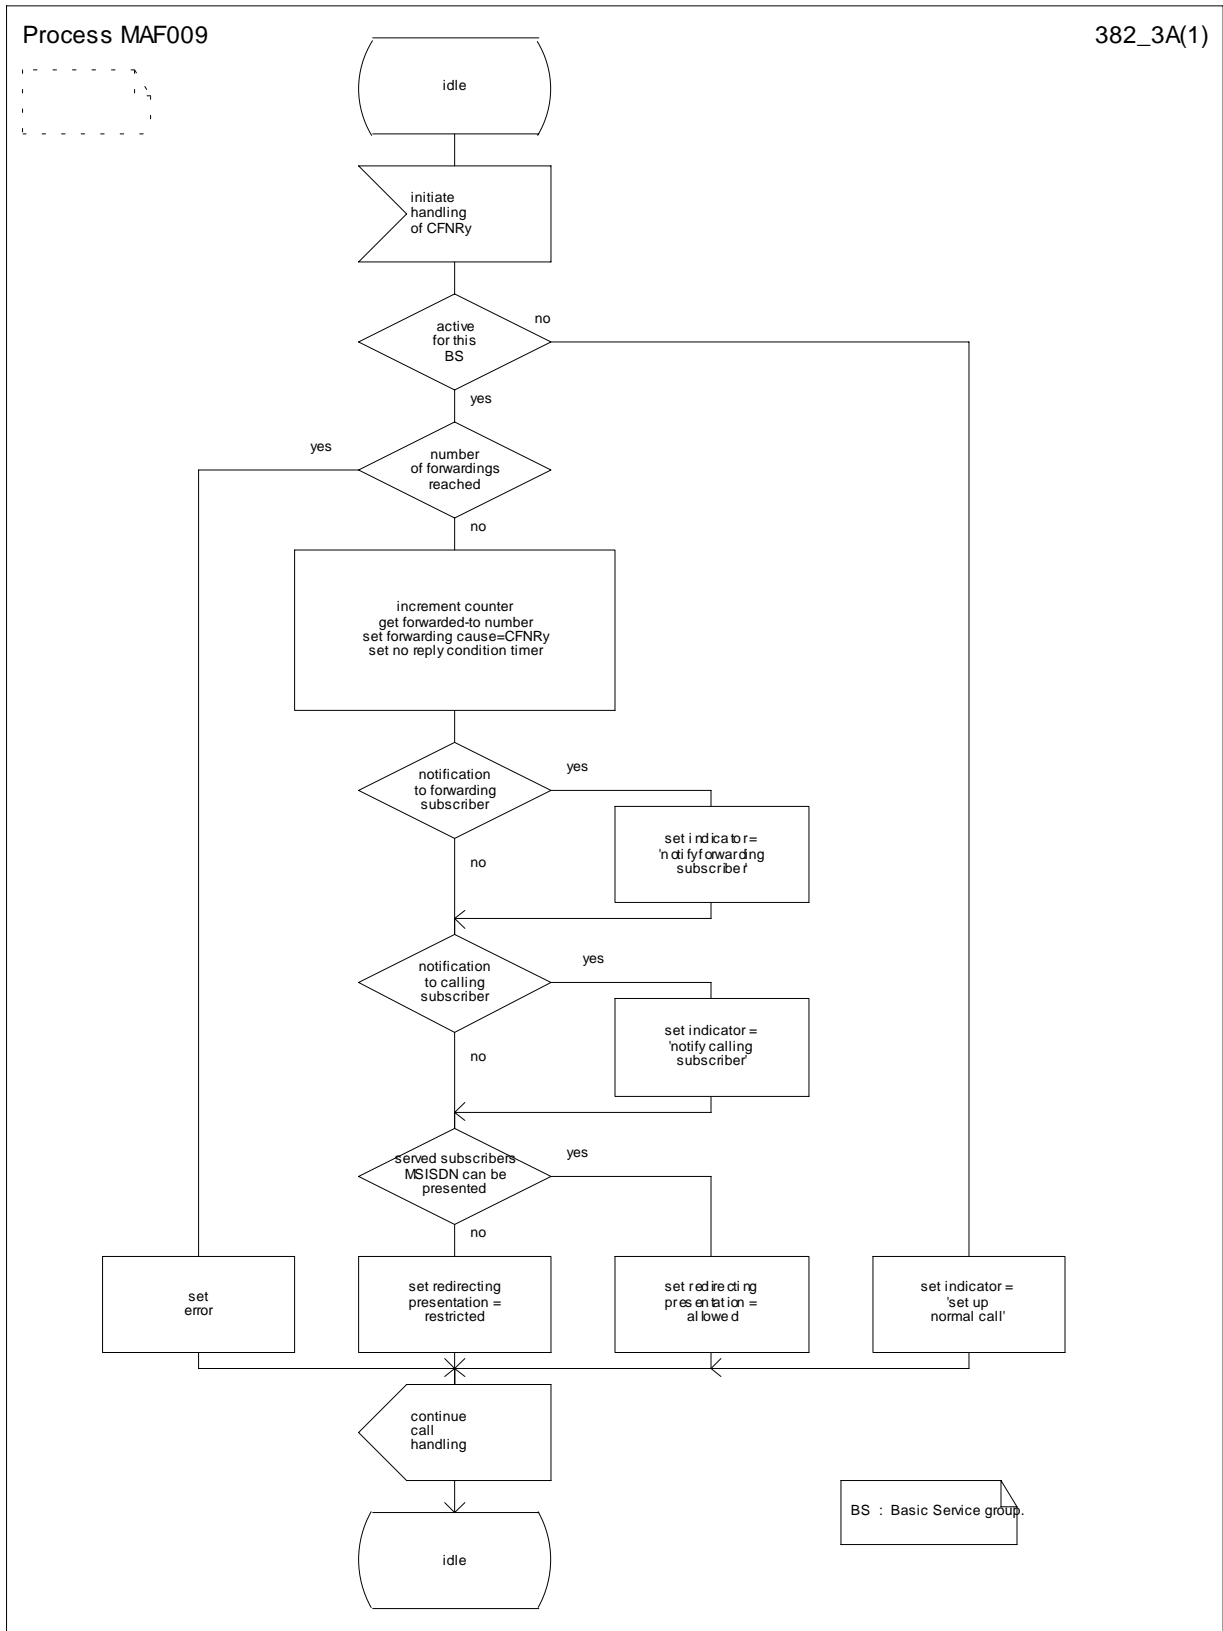 Process MAF009
382_3A(1)
idle
initiate
handling
of CFNRy
active
for this
BS
no
yes
number
of forwardings
reached
yes
no
increment counter
get forwarded-to number
set forwarding cause=CFNRy
set no reply condition timer
notification
to forwarding
subscriber
yes
set indicator=
'notify forwarding
subscriber'
no
notification
to calling
subscriber
yes
set indicator =
'notify calling
subscriber'
no
served subscribers
MSISDN can be
presented
yes
no
set
error
set redirecting
presentation =
restricted
set redirecting
presentation =
allowed
set indicator =
'set up
normal call'
continue
call
handling
BS : Basic Service group.
idle